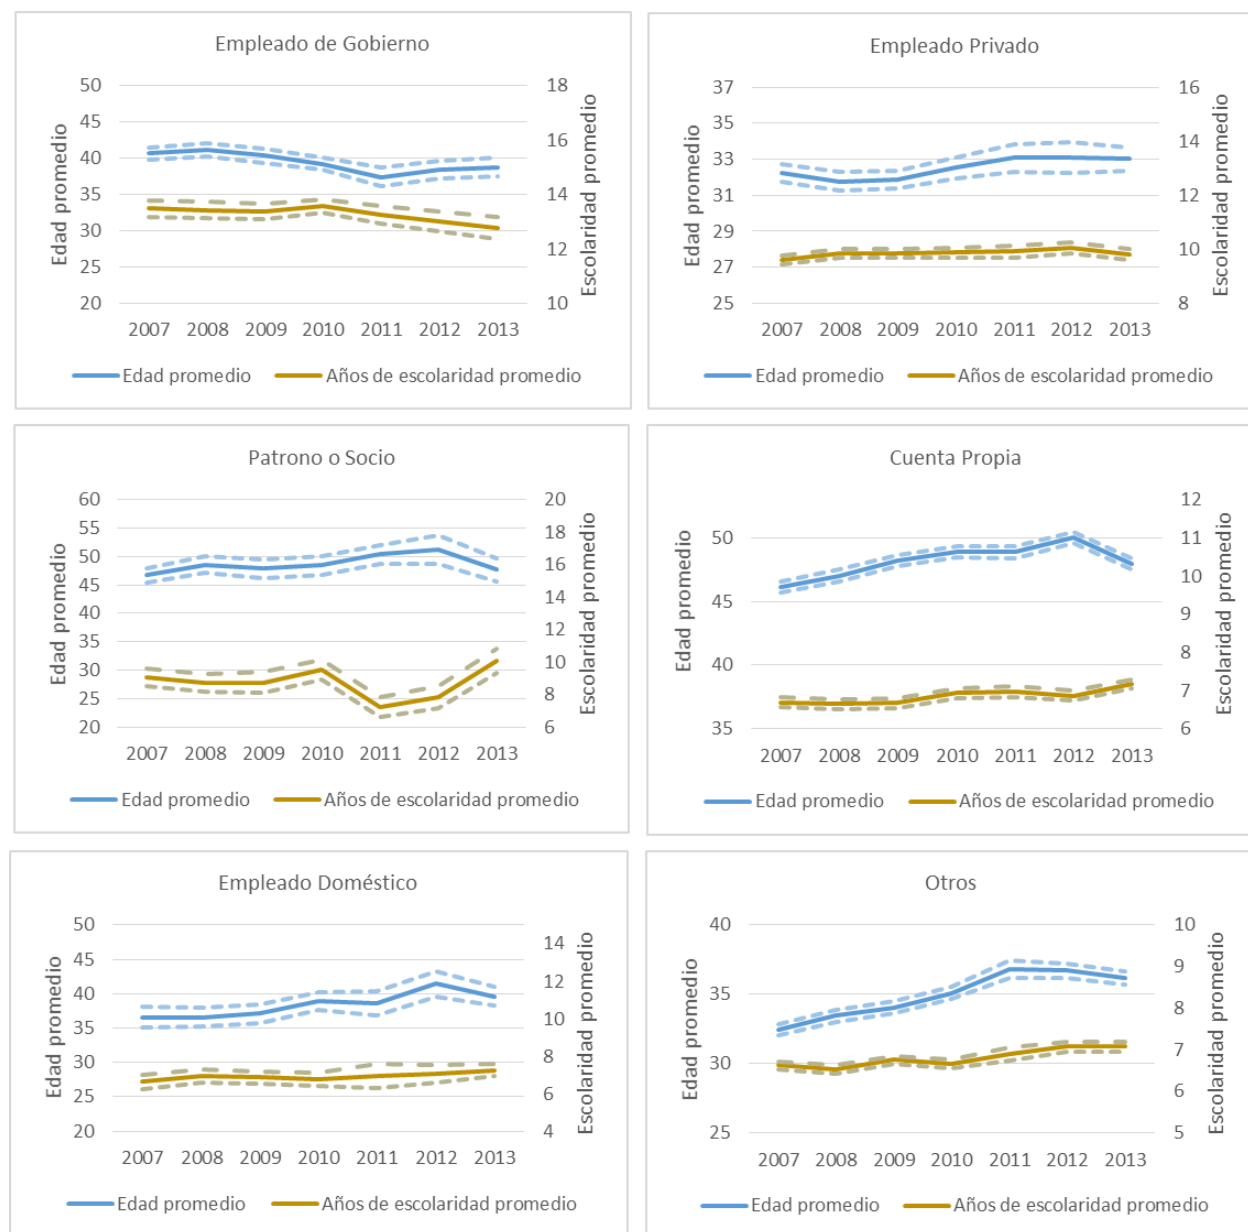 Empleado de Gobierno
50
45
40
35
30
25
20
Edad promedio
18
16
14
12
10
Escolaridad promedio
2007 2008 2009 2010 2011 2012 2013
Edad promedio Años de escolaridad promedio
Empleado Privado
37
35
33
31
29
27
25
Edad promedio
16
14
12
10
8
Escolaridad promedio
2007 2008 2009 2010 2011 2012 2013
Edad promedio Años de escolaridad promedio
Patrono o Socio
60
55
50
45
40
35
30
25
20
Edad promedio
20
18
16
14
12
10
8
6
Escolaridad promedio
2007 2008 2009 2010 2011 2012 2013
Edad promedio Años de escolaridad promedio
Cuenta Propia
50
45
40
35
Edad promedio
12
11
10
9
8
7
6
Escolaridad promedio
2007 2008 2009 2010 2011 2012 2013
Edad promedio Años de escolaridad promedio
Empleado Doméstico
50
45
40
35
30
25
20
Edad promedio
14
12
10
8
6
4
Escolaridad promedio
2007 2008 2009 2010 2011 2012 2013
Edad promedio Años de escolaridad promedio
Otros
40
35
30
25
Edad promedio
10
9
8
7
6
5
Escolaridad promedio
2007 2008 2009 2010 2011 2012 2013
Edad promedio Años de escolaridad promedio